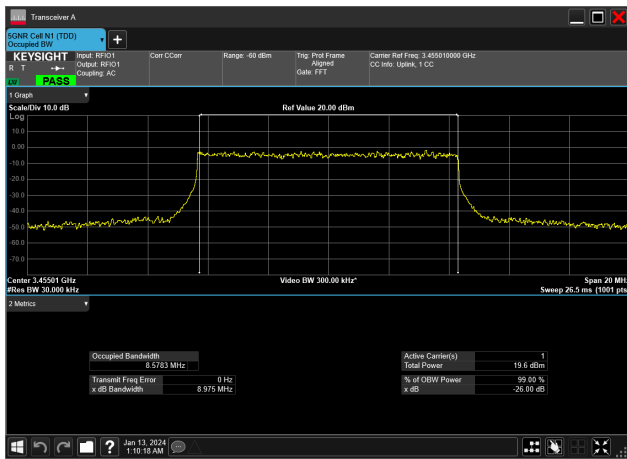 Transceiver A
5GNR Cell N1 (TDD)
Occupied BW
KEYSIGHT
R T
LNI
PASS
Input: RFIO1
Output: RFIO1
Coupling: AC
Corr CCorr
Range: -60 dBm
Trig: Prot Frame
Aligned
Gate: FFT
Carrier Ref Freq: 3.455010000 GHz
CC Info: Uplink, 1 CC
1 Graph
Scale/Div 10.0 dB
Ref Value 20.00 dBm
Log
10.0
0.00
-10.0
-20.0
-30.0
-40.0
-50.0
-60.0
-70.0
Center 3.45501 GHz
Video BW 300.00 kHz*
Span 20 MHz
#Res BW 30.000 kHz
Sweep 26.5 ms (1001 pts
2 Metrics
Occupied Bandwidth
8.5783 MHz
Transmit Freq Error 0 Hz
x dB Bandwidth 8.975 MHz
Active Carrier(s) 1
Total Power 19.6 dBm
% of OBW Power 99.00 %
x dB -26.00 dB
Jan 13, 2024
1:10:18 AM